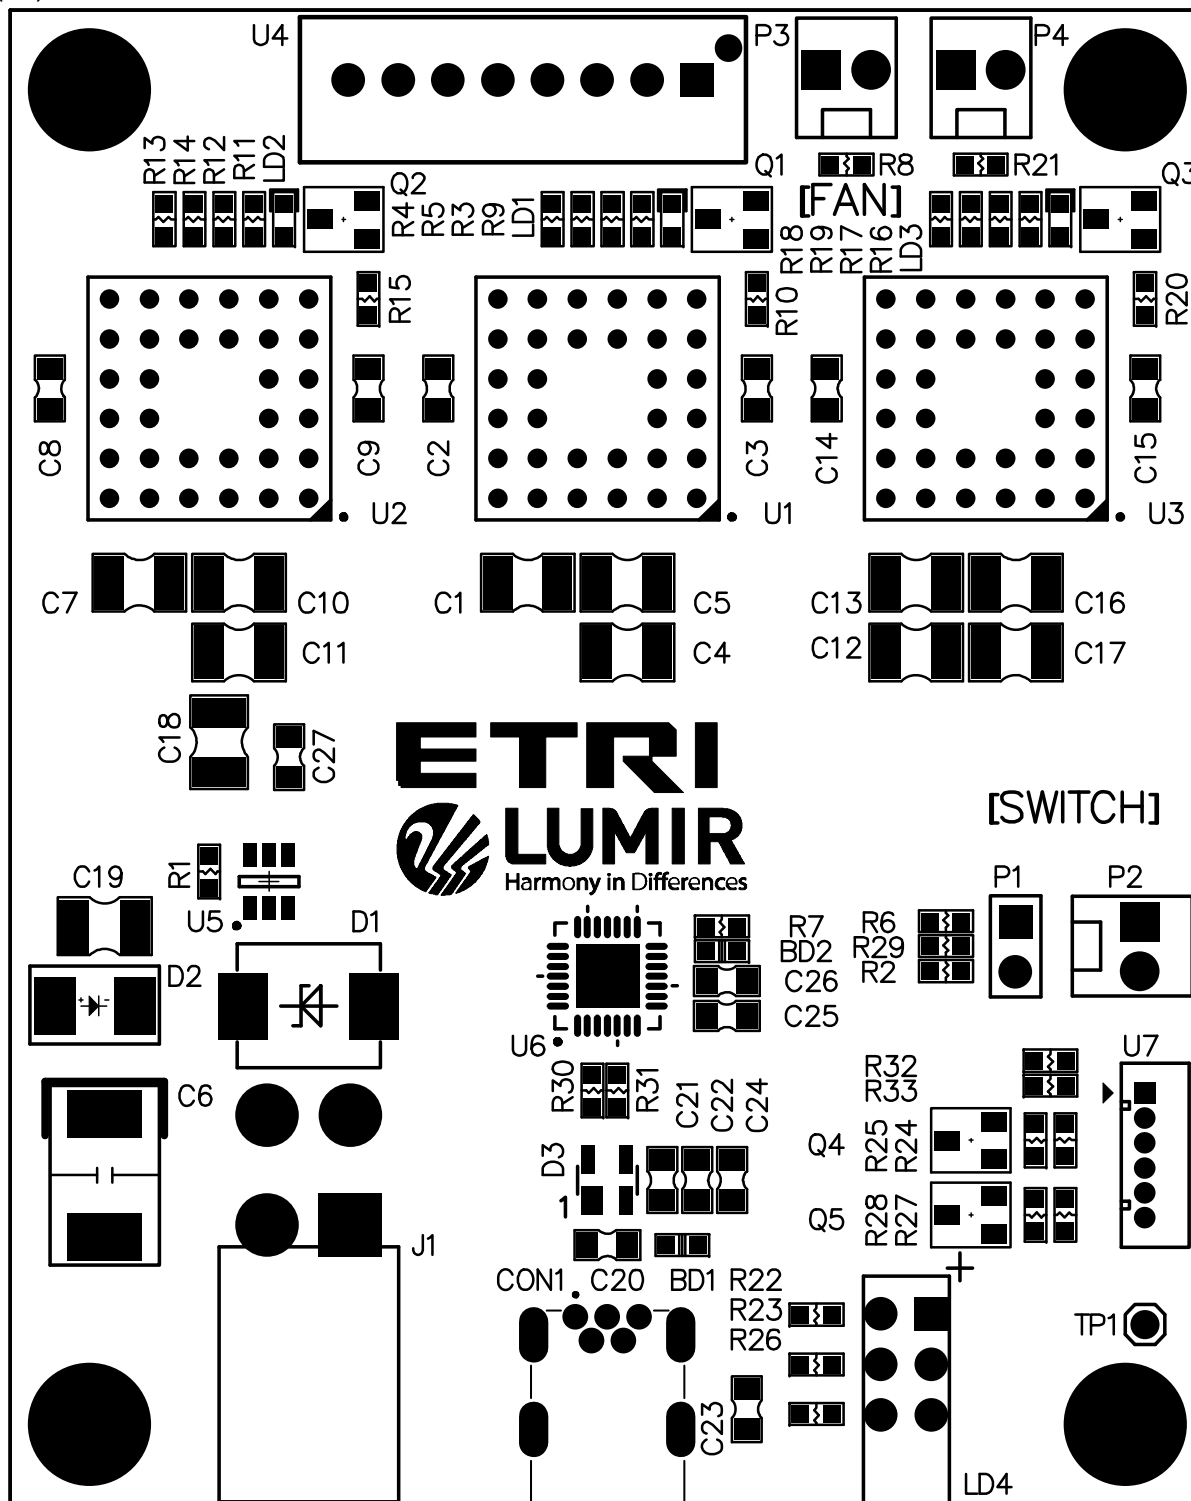 U4
P3
P4
R13
R14
R12
R11
LD2
Q2
R4
R5
R3
R9
LD1
Q1
R8
R21
Q3
[FAN]
R18
R19
R17
R16
LD3
R15
R10
R20
C8
C9
C2
C3
C14
C15
U2
U1
U3
C7
C10
C1
C5
C13
C16
C11
C4
C12
C17
C18
C27
ETRI
LUMIR
Harmony in Differences
[SWITCH]
C19
R1
U5
D1
P1
P2
R7
BD2
C26
C25
R6
R29
R2
D2
U6
C6
R30
R31
C21
C22
C24
R32
R33
U7
D3
1
Q4
R25
R24
Q5
R28
R27
J1
+
CON1
C20
BD1
R22
R23
R26
TP1
C23
LD4